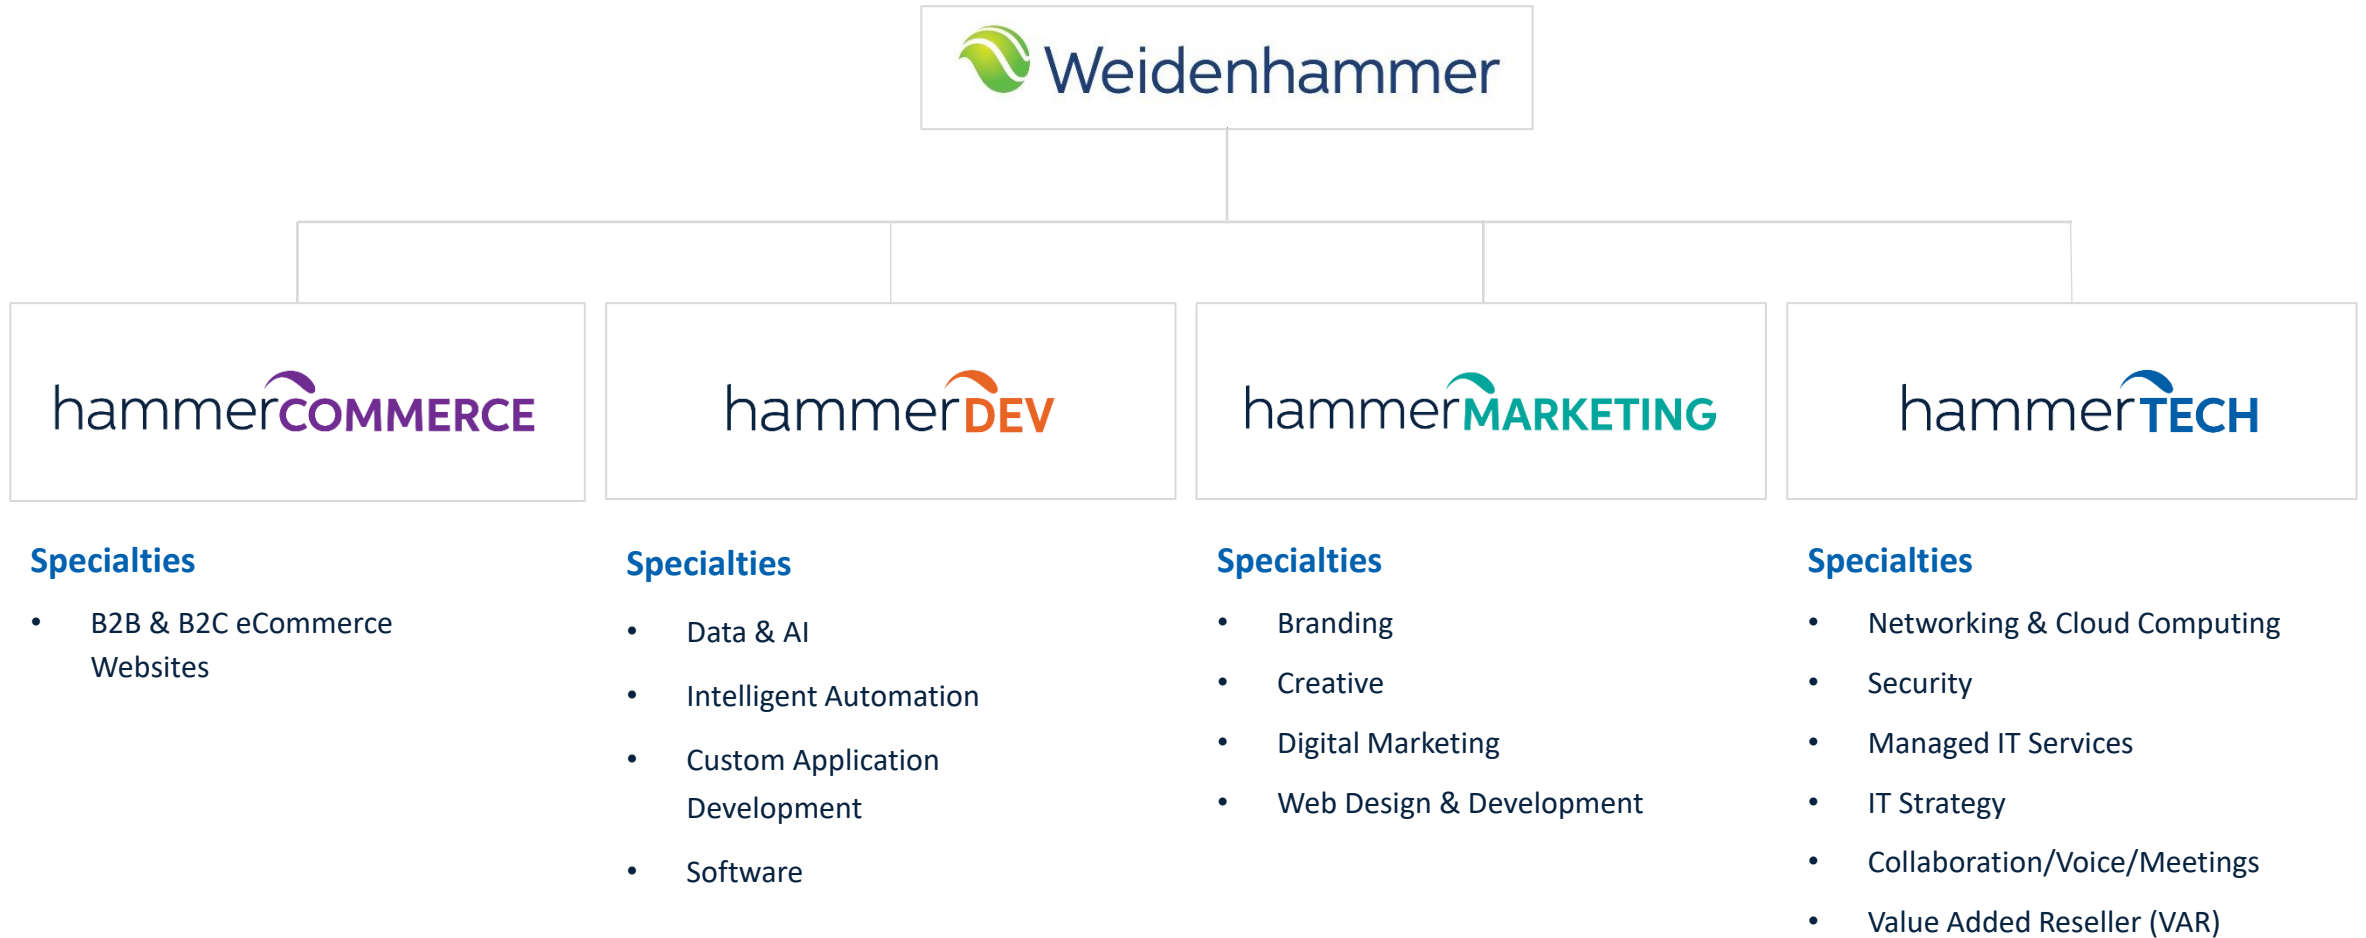 Weidenhammer
hammerCOMMERCE
hammerDEV
hammerMARKETING
hammerTECH
Specialties
• B2B & B2C eCommerce
Websites
Specialties
• Data & AI
• Intelligent Automation
• Custom Application
Development
• Software
Specialties
• Branding
• Creative
• Digital Marketing
• Web Design & Development
Specialties
• Networking & Cloud Computing
• Security
• Managed IT Services
• IT Strategy
• Collaboration/Voice/Meetings
• Value Added Reseller (VAR)